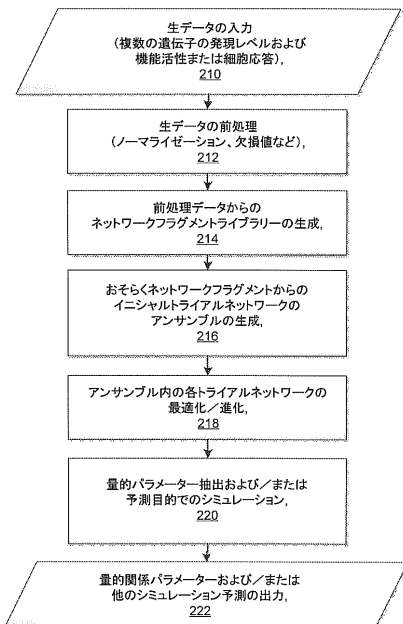 生データの入力
(複数の遺伝子の発現レベルおよび
機能活性または細胞応答),
210
生データの前処理
(ノーマライゼーション、欠損値など),
212
前処理データからの
ネットワークフラグメントライブラリーの生成,
214
おそらくネットワークフラグメントからの
イニシャルトライアルネットワークの
アンサンブルの生成,
216
アンサンブル内の各トライアルネットワークの
最適化／進化,
218
量的パラメーター抽出および／または
予測目的でのシミュレーション,
220
量的関係パラメーターおよび／または
他のシミュレーション予測の出力,
222